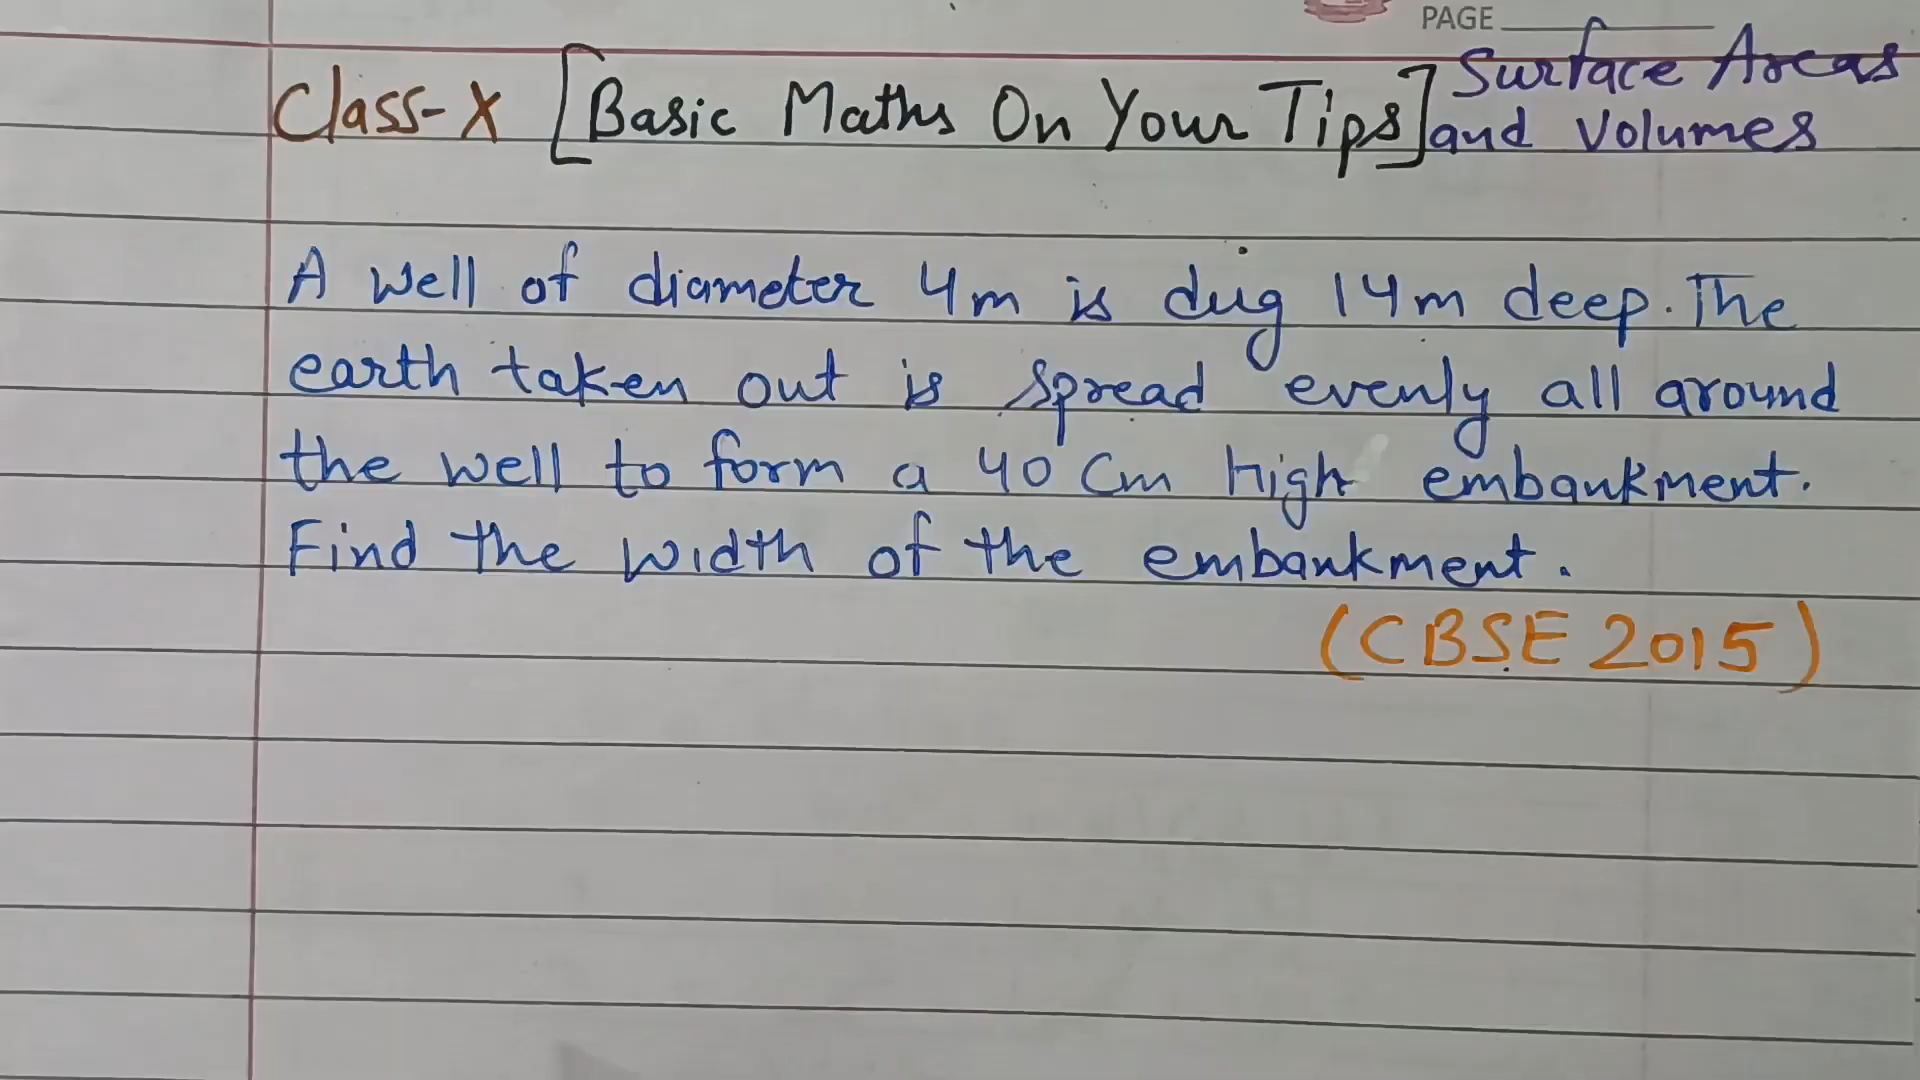 PAGE
Class-X [Basic Maths On Your Tips] Surface Areas
and Volumes
A well of diameter 4m is dug 14m deep. The
earth taken out is spread evenly all around
the well to form a 40 cm high embankment.
Find the width of the embankment.
(CBSE 2015)